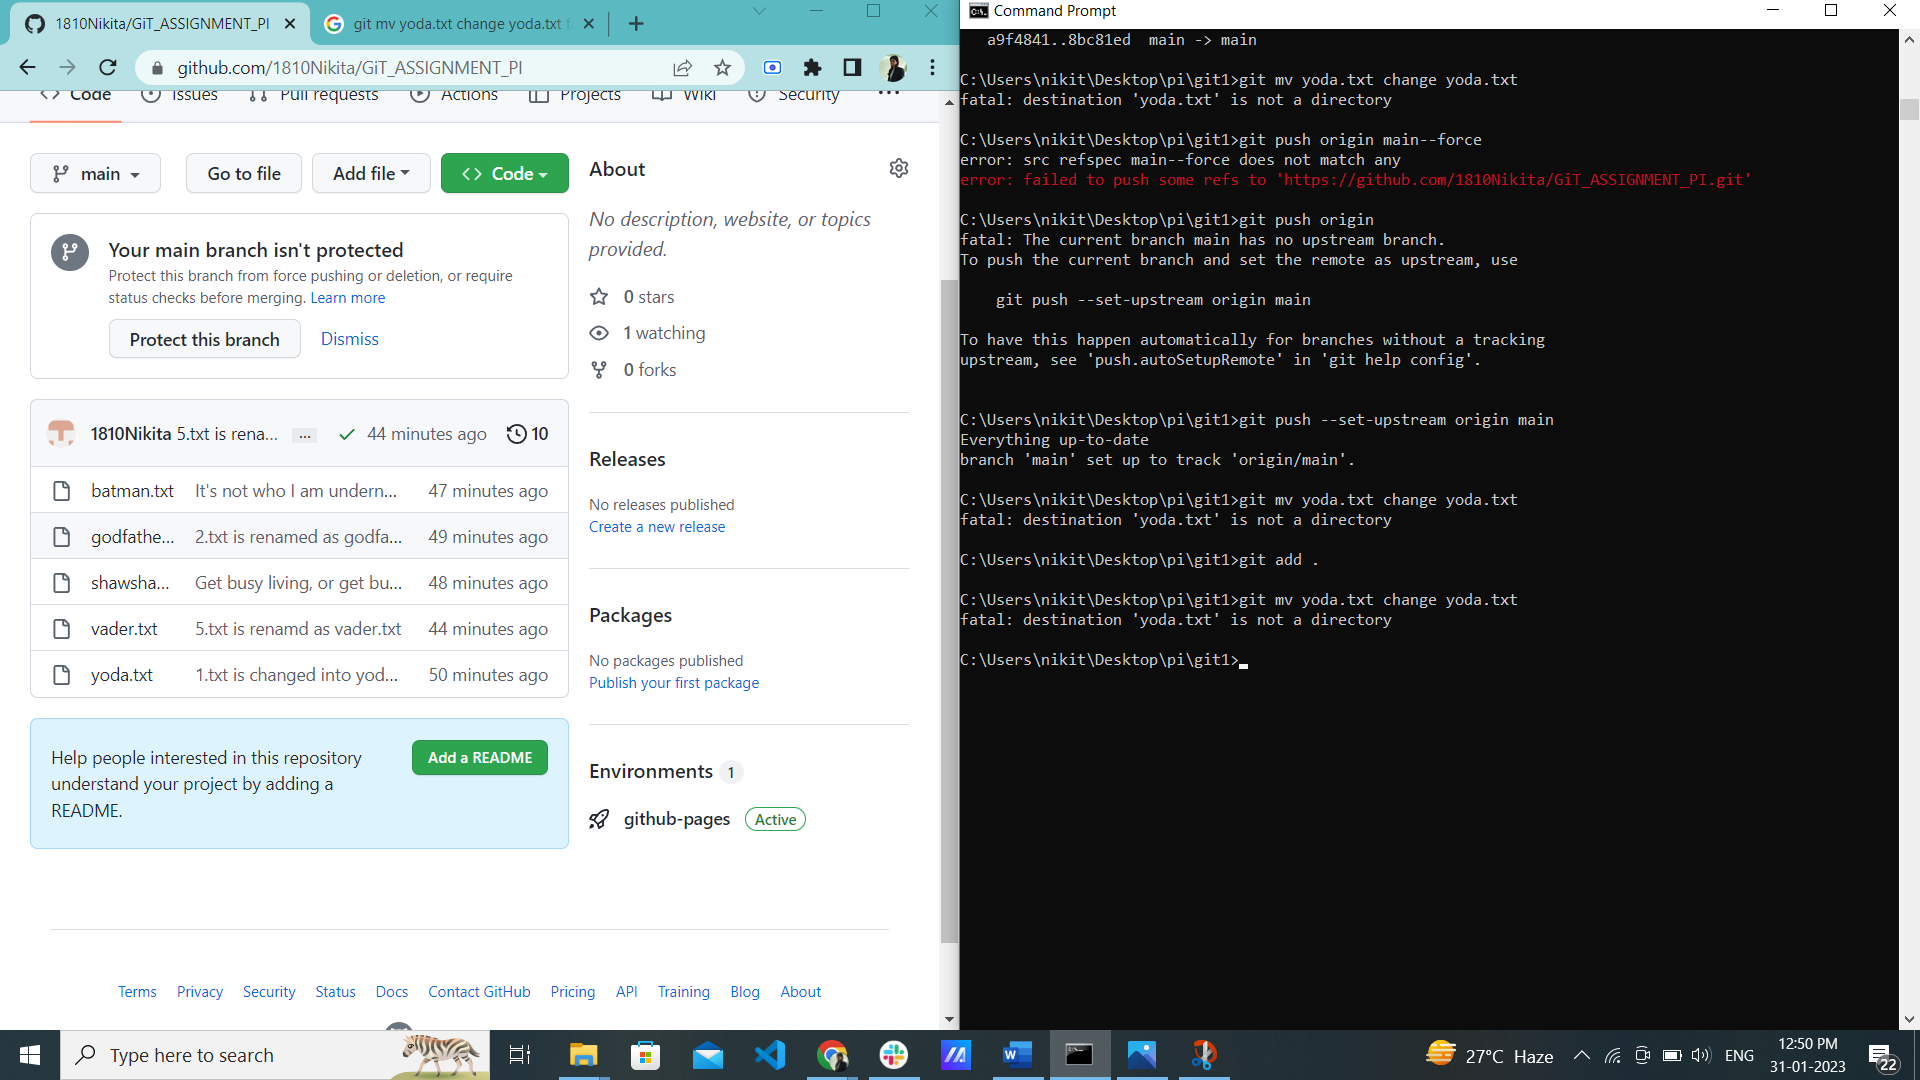 1810Nikita/GiT_ASSIGNMENT_PI
git mv yoda.txt change yoda.txt
github.com/1810Nikita/GiT_ASSIGNMENT_PI
Code Issues Pull requests Actions Projects Wiki Security
main
Go to file
Add file
Code
Your main branch isn't protected
Protect this branch from force pushing or deletion, or require
status checks before merging. Learn more
Protect this branch
Dismiss
1810Nikita 5.txt is rena... ... 44 minutes ago 10
batman.txt It's not who I am undern... 47 minutes ago
godfathe... 2.txt is renamed as godfa... 49 minutes ago
shawsha... Get busy living, or get bu... 48 minutes ago
vader.txt 5.txt is renamd as vader.txt 44 minutes ago
yoda.txt 1.txt is changed into yod... 50 minutes ago
Help people interested in this repository
understand your project by adding a
README.
Add a README
About
No description, website, or topics
provided.
0 stars
1 watching
0 forks
Releases
No releases published
Create a new release
Packages
No packages published
Publish your first package
Environments 1
github-pages Active
Terms Privacy Security Status Docs Contact GitHub Pricing API Training Blog About
Command Prompt
a9f4841..8bc81ed main -> main
C:\Users\nikit\Desktop\pi\git1>git mv yoda.txt change yoda.txt
fatal: destination 'yoda.txt' is not a directory
C:\Users\nikit\Desktop\pi\git1>git push origin main--force
error: src refspec main--force does not match any
error: failed to push some refs to 'https://github.com/1810Nikita/GiT_ASSIGNMENT_PI.git'
C:\Users\nikit\Desktop\pi\git1>git push origin
fatal: The current branch main has no upstream branch.
To push the current branch and set the remote as upstream, use
git push --set-upstream origin main
To have this happen automatically for branches without a tracking
upstream, see 'push.autoSetupRemote' in 'git help config'.
C:\Users\nikit\Desktop\pi\git1>git push --set-upstream origin main
Everything up-to-date
branch 'main' set up to track 'origin/main'.
C:\Users\nikit\Desktop\pi\git1>git mv yoda.txt change yoda.txt
fatal: destination 'yoda.txt' is not a directory
C:\Users\nikit\Desktop\pi\git1>git add .
C:\Users\nikit\Desktop\pi\git1>git mv yoda.txt change yoda.txt
fatal: destination 'yoda.txt' is not a directory
C:\Users\nikit\Desktop\pi\git1>
Type here to search
27°C Haze
ENG
12:50 PM
31-01-2023
22